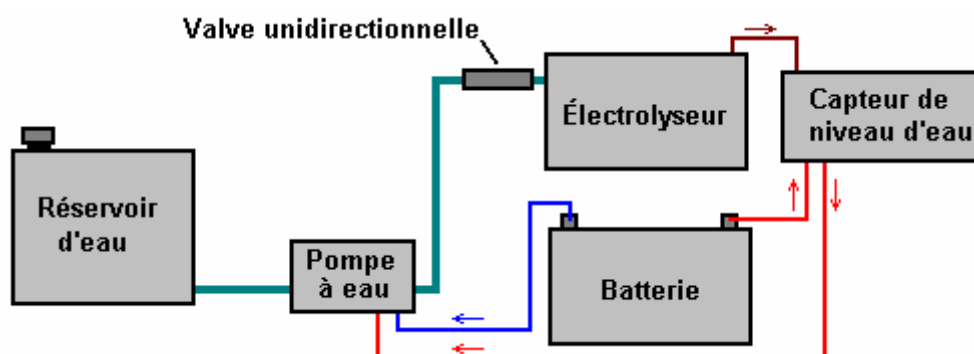 Valve unidirectionnelle
Électrolyseur
Capteur de
niveau d'eau
Réservoir
d'eau
Pompe
à eau
Batterie